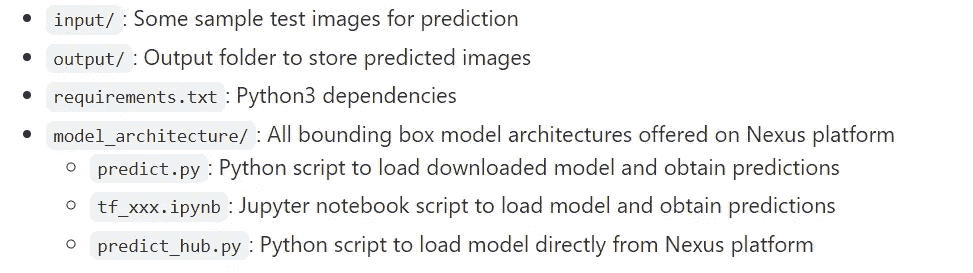 input/: Some sample test images for prediction
output/: Output folder to store predicted images
requirements.txt: Python3 dependencies
model_architecture/: All bounding box model architectures offered on Nexus platform
predict.py: Python script to load downloaded model and obtain predictions
tf_xxx.ipynb: Jupyter notebook script to load model and obtain predictions
predict_hub.py: Python script to load model directly from Nexus platform